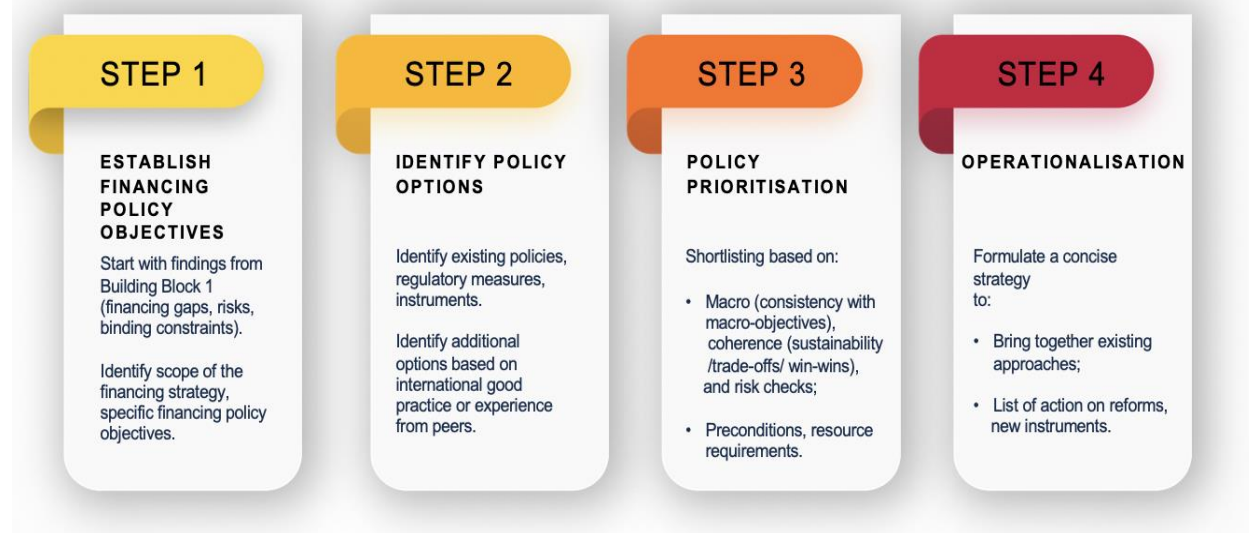 STEP 1
ESTABLISH
FINANCING
POLICY
OBJECTIVES
Start with findings from
Building Block 1
(financing gaps, risks,
binding constraints).
Identify scope of the
financing strategy,
specific financing policy
objectives.
STEP 2
IDENTIFY POLICY
OPTIONS
Identify existing policies,
regulatory measures,
instruments.
Identify additional
options based on
international good
practice or experience
from peers.
STEP 3
POLICY
PRIORITISATION
Shortlisting based on:
• Macro (consistency with
macro-objectives),
coherence (sustainability
/trade-offs/ win-wins),
and risk checks;
• Preconditions, resource
requirements.
STEP 4
OPERATIONALISATION
Formulate a concise
strategy
to:
• Bring together existing
approaches;
• List of action on reforms,
new instruments.